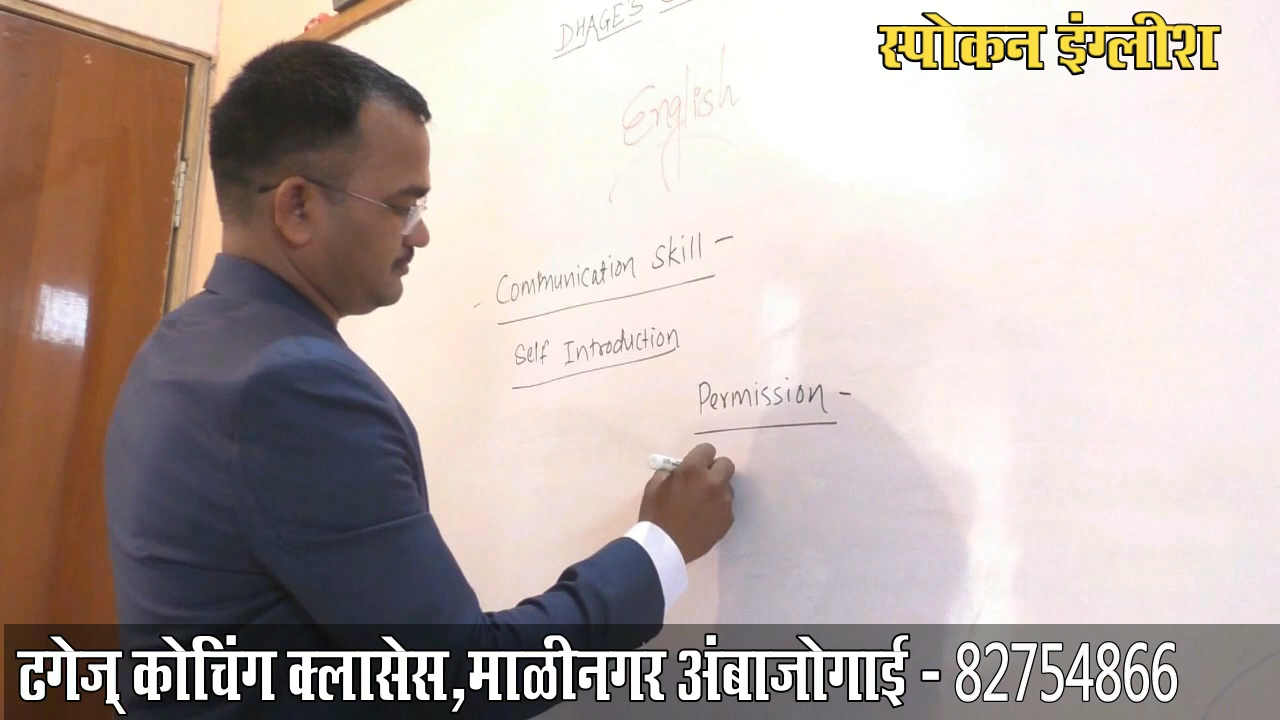 DHAGE'S
स्पोकन इंग्लीश
English
Communication Skill -
Self Introduction
Permission -
ढगेज् कोचिंग क्लासेस,माळीनगर अंबाजोगाई - 82754866